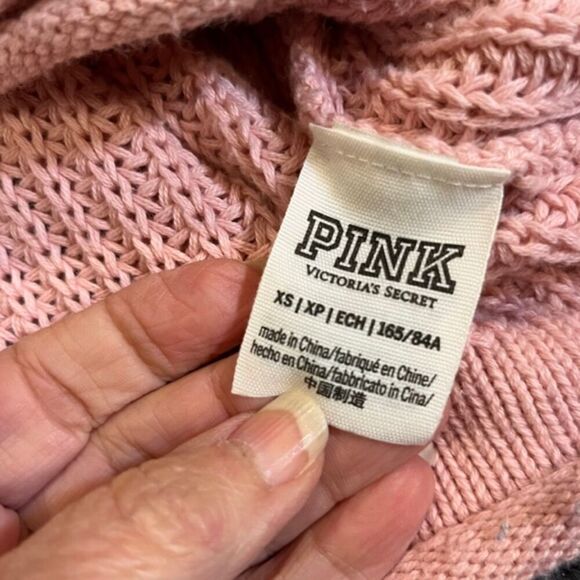 PINK
VICTORIA'S SECRET
XS | XP | ECH | 165/84A
made in China/fabriqué en Chine/
hecho en China/fabbricato in Cina/
中国制造